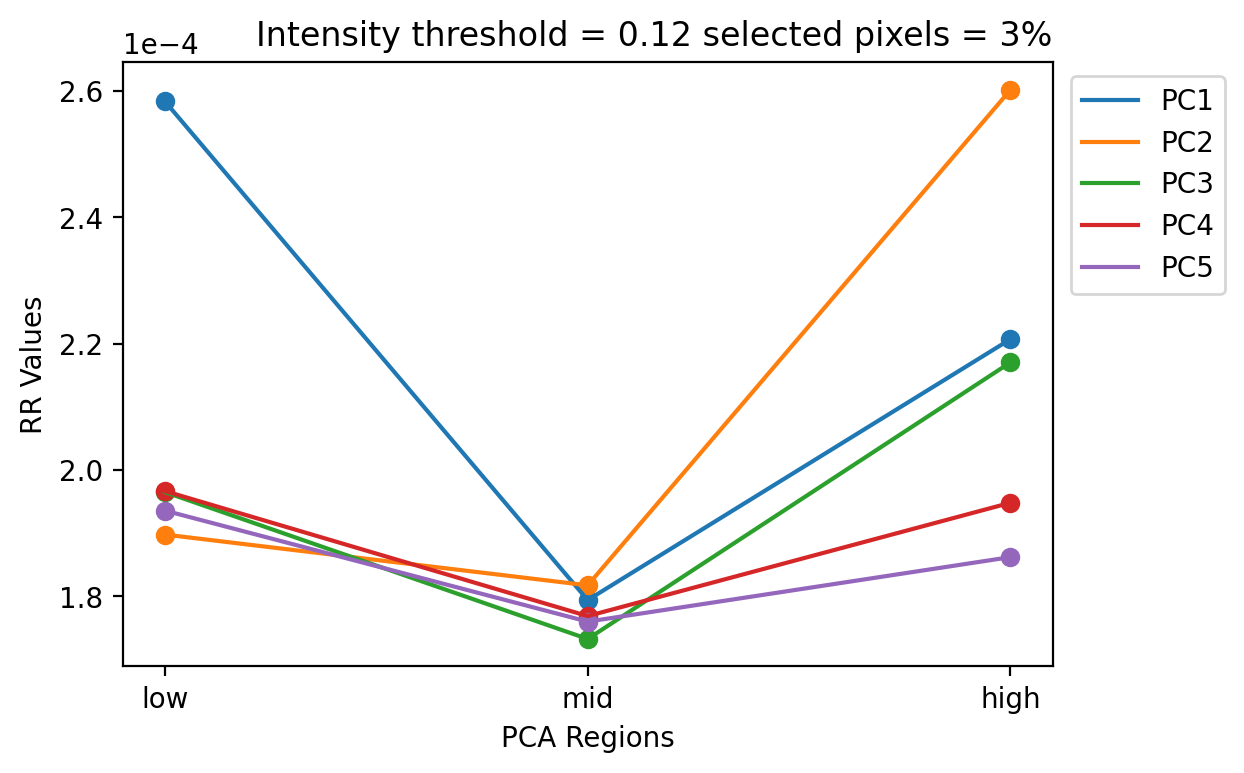 Intensity threshold = 0.12 selected pixels = 3%
1e−4
2.6
2.4
2.2
2.0
1.8
RR Values
low mid high
PCA Regions
PC1
PC2
PC3
PC4
PC5